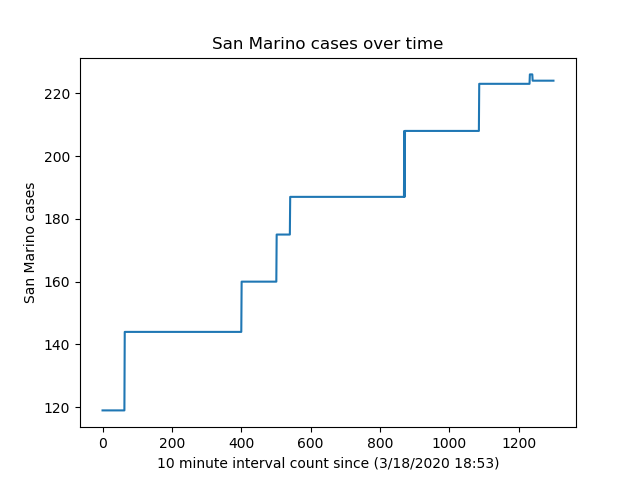 San Marino cases over time
San Marino cases
220
200
180
160
140
120
0 200 400 600 800 1000 1200
10 minute interval count since (3/18/2020 18:53)